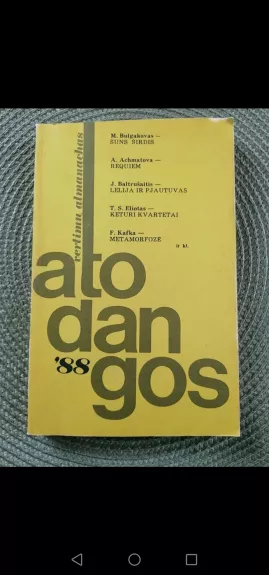 vertimų almanachas
M. Bulgakovas —
ŠUNS ŠIRDIS
A. Achmatova —
REQUIEM
J. Baltrušaitis —
LELIJA IR PJAUTUVAS
T. S. Eliotas —
KETURI KVARTETAI
F. Kafka —
METAMORFOZĖ
ir kt.
ato
dan
'88 gos